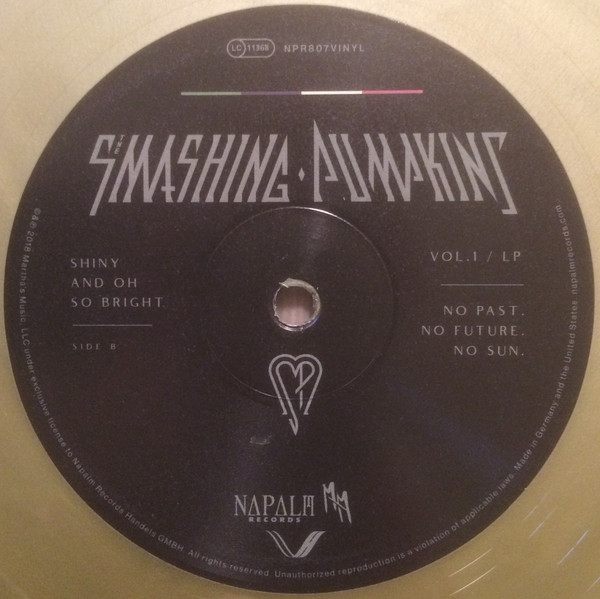 LC 11369 NPR807VINYL
THE
SMASHING • PUMPKINS
SHINY
AND OH
SO BRIGHT
SIDE B
VOL.1 / LP
NO PAST.
NO FUTURE.
NO SUN.
SP
NAPALM
RECORDS
MM
℗&© 2018 Martha's Music, LLC under exclusive license to Napalm Records Handels GMBH. All rights reserved. Unauthorized reproduction is a violation of applicable laws. Made in Germany and the United States. napalmrecords.com